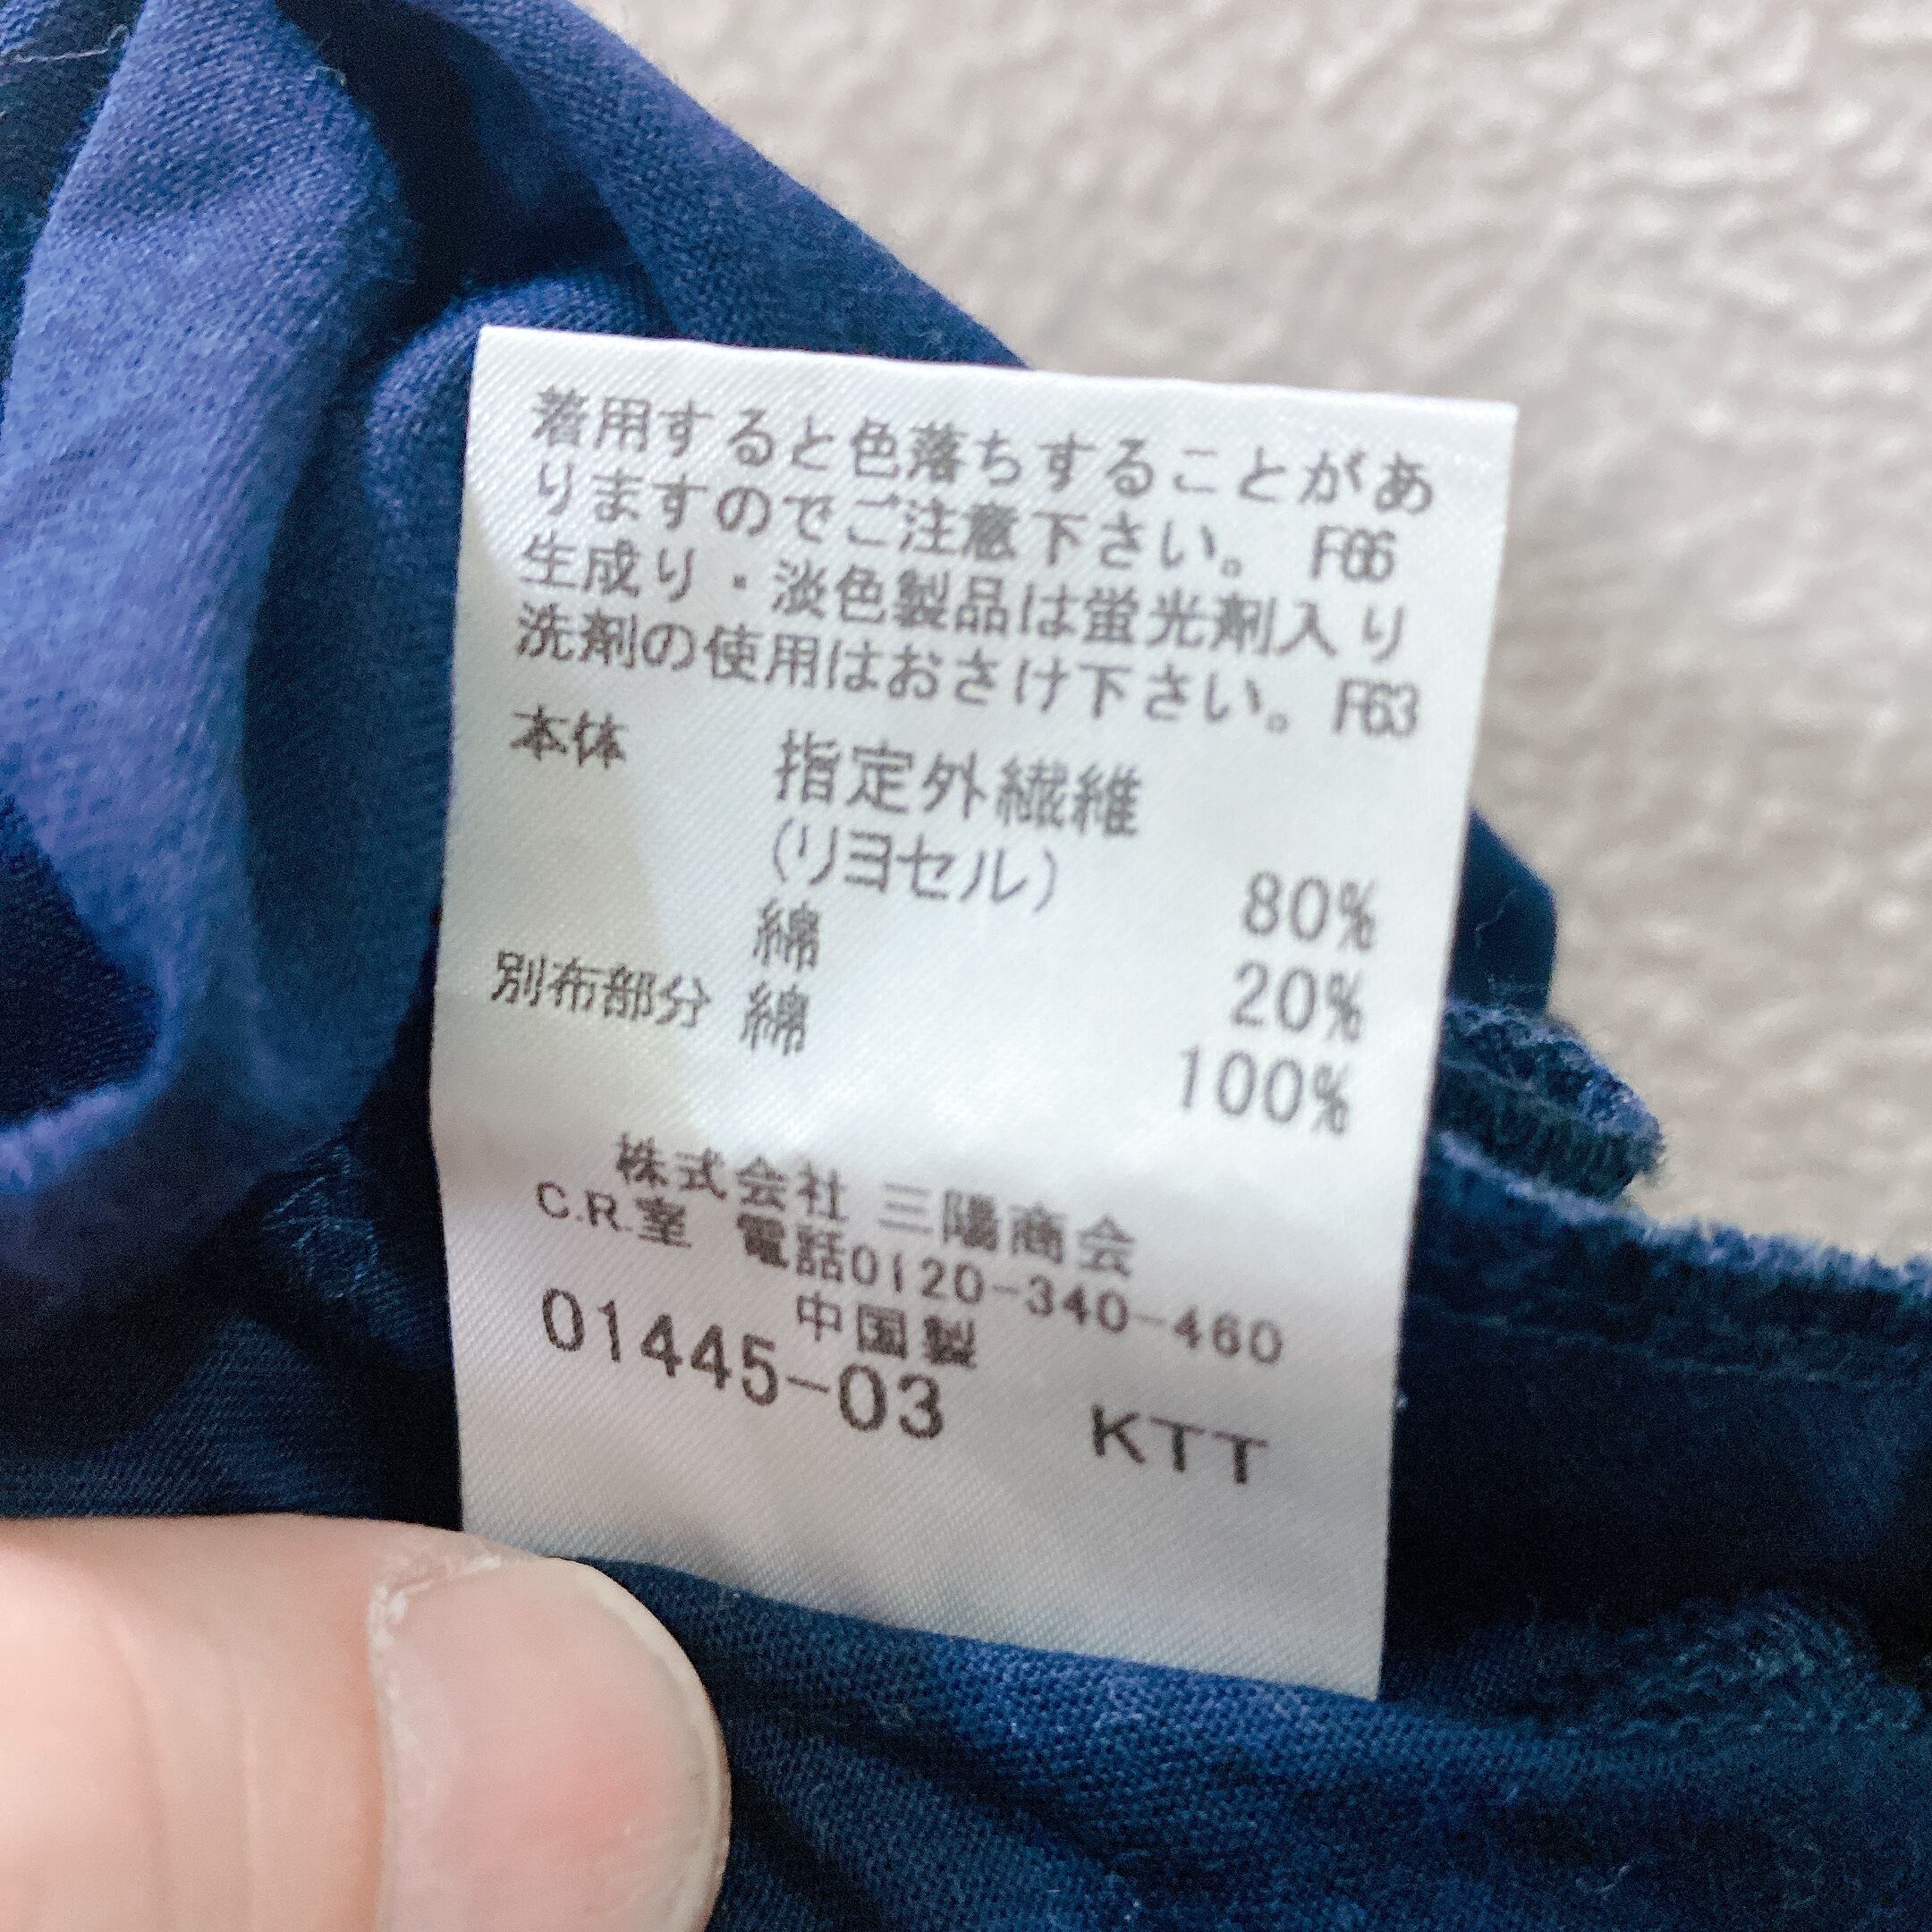 着用すると色落ちすることがあ
りますのでご注意下さい。 F66
生成り・淡色製品は蛍光剤入り
洗剤の使用はおさけ下さい。F63
本体 指定外繊維
(リヨセル) 80%
綿 20%
別布部分 綿 100%
株式会社 三陽商会
C.R.室 電話0120-340-460
中国製
01445-03 KTT